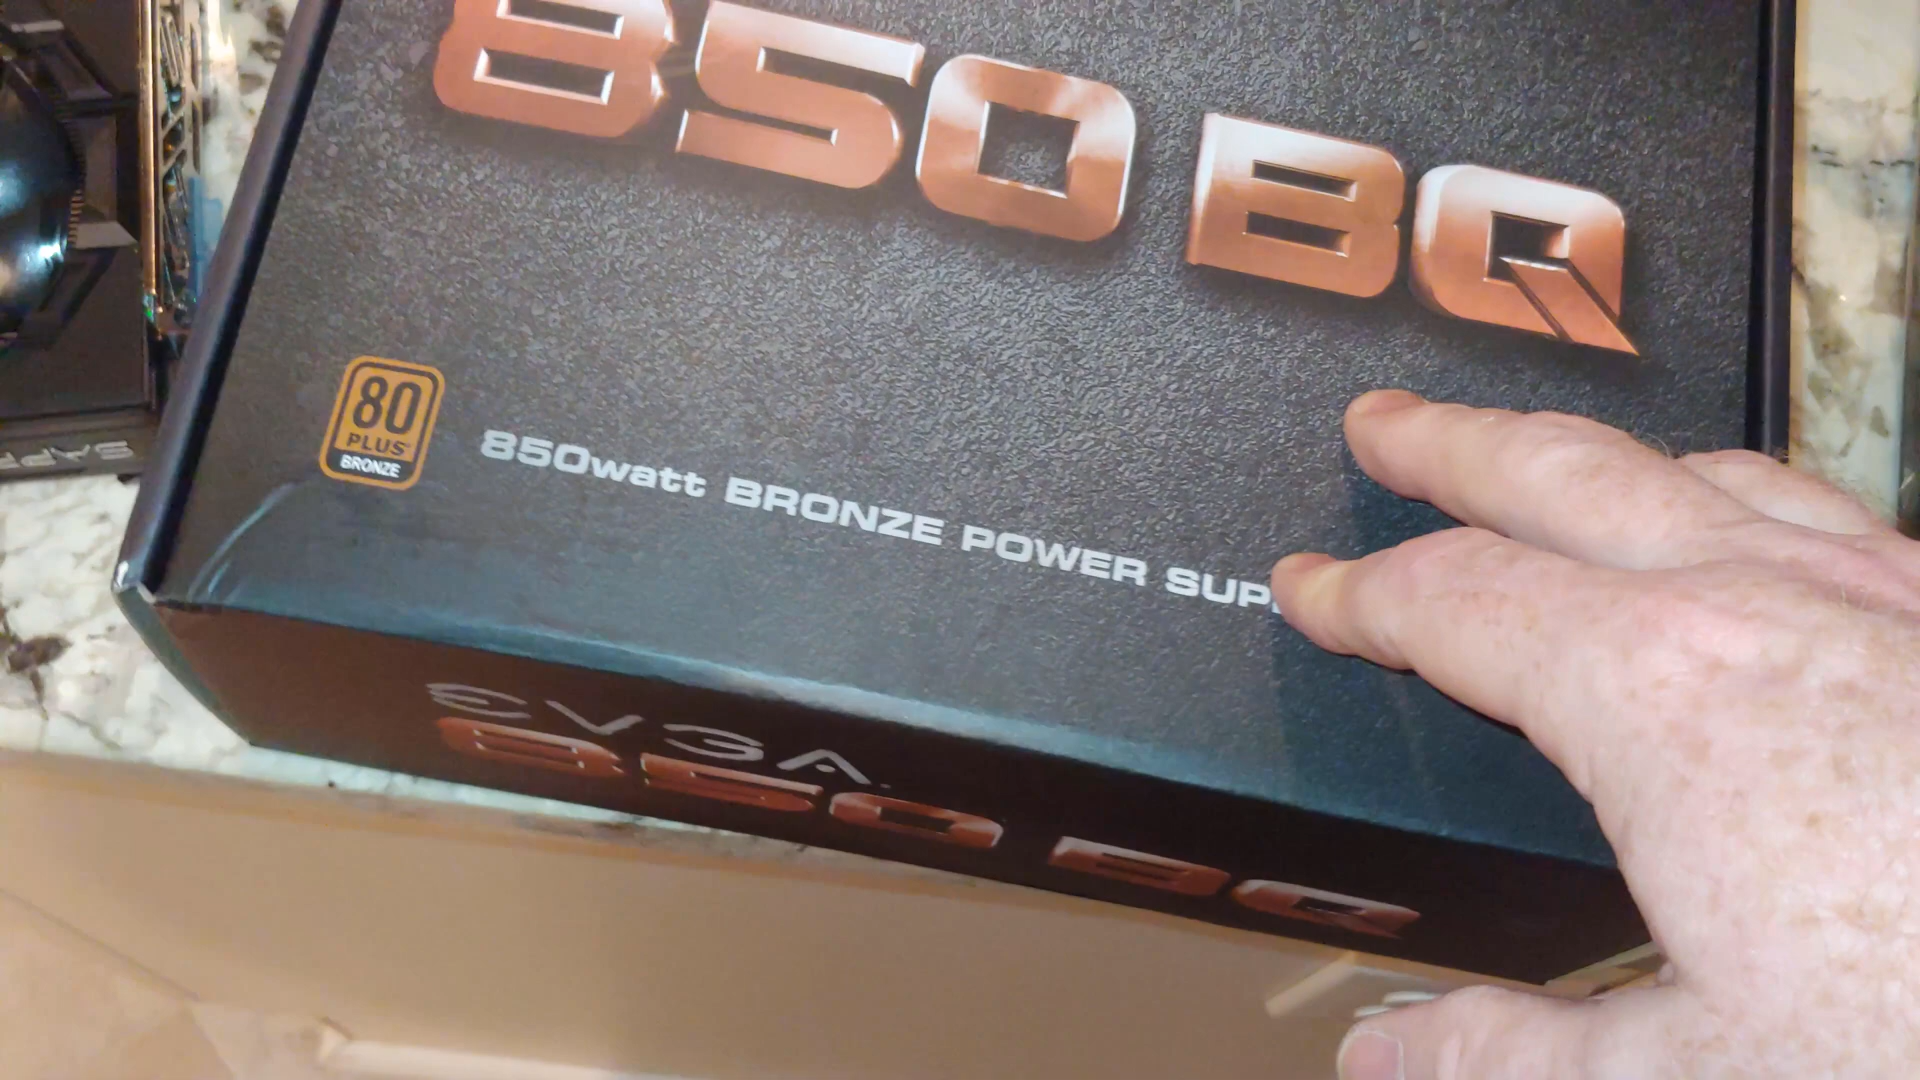 850 BQ
80
PLUS
BRONZE
850watt BRONZE POWER SUP
EVGA
850 BQ